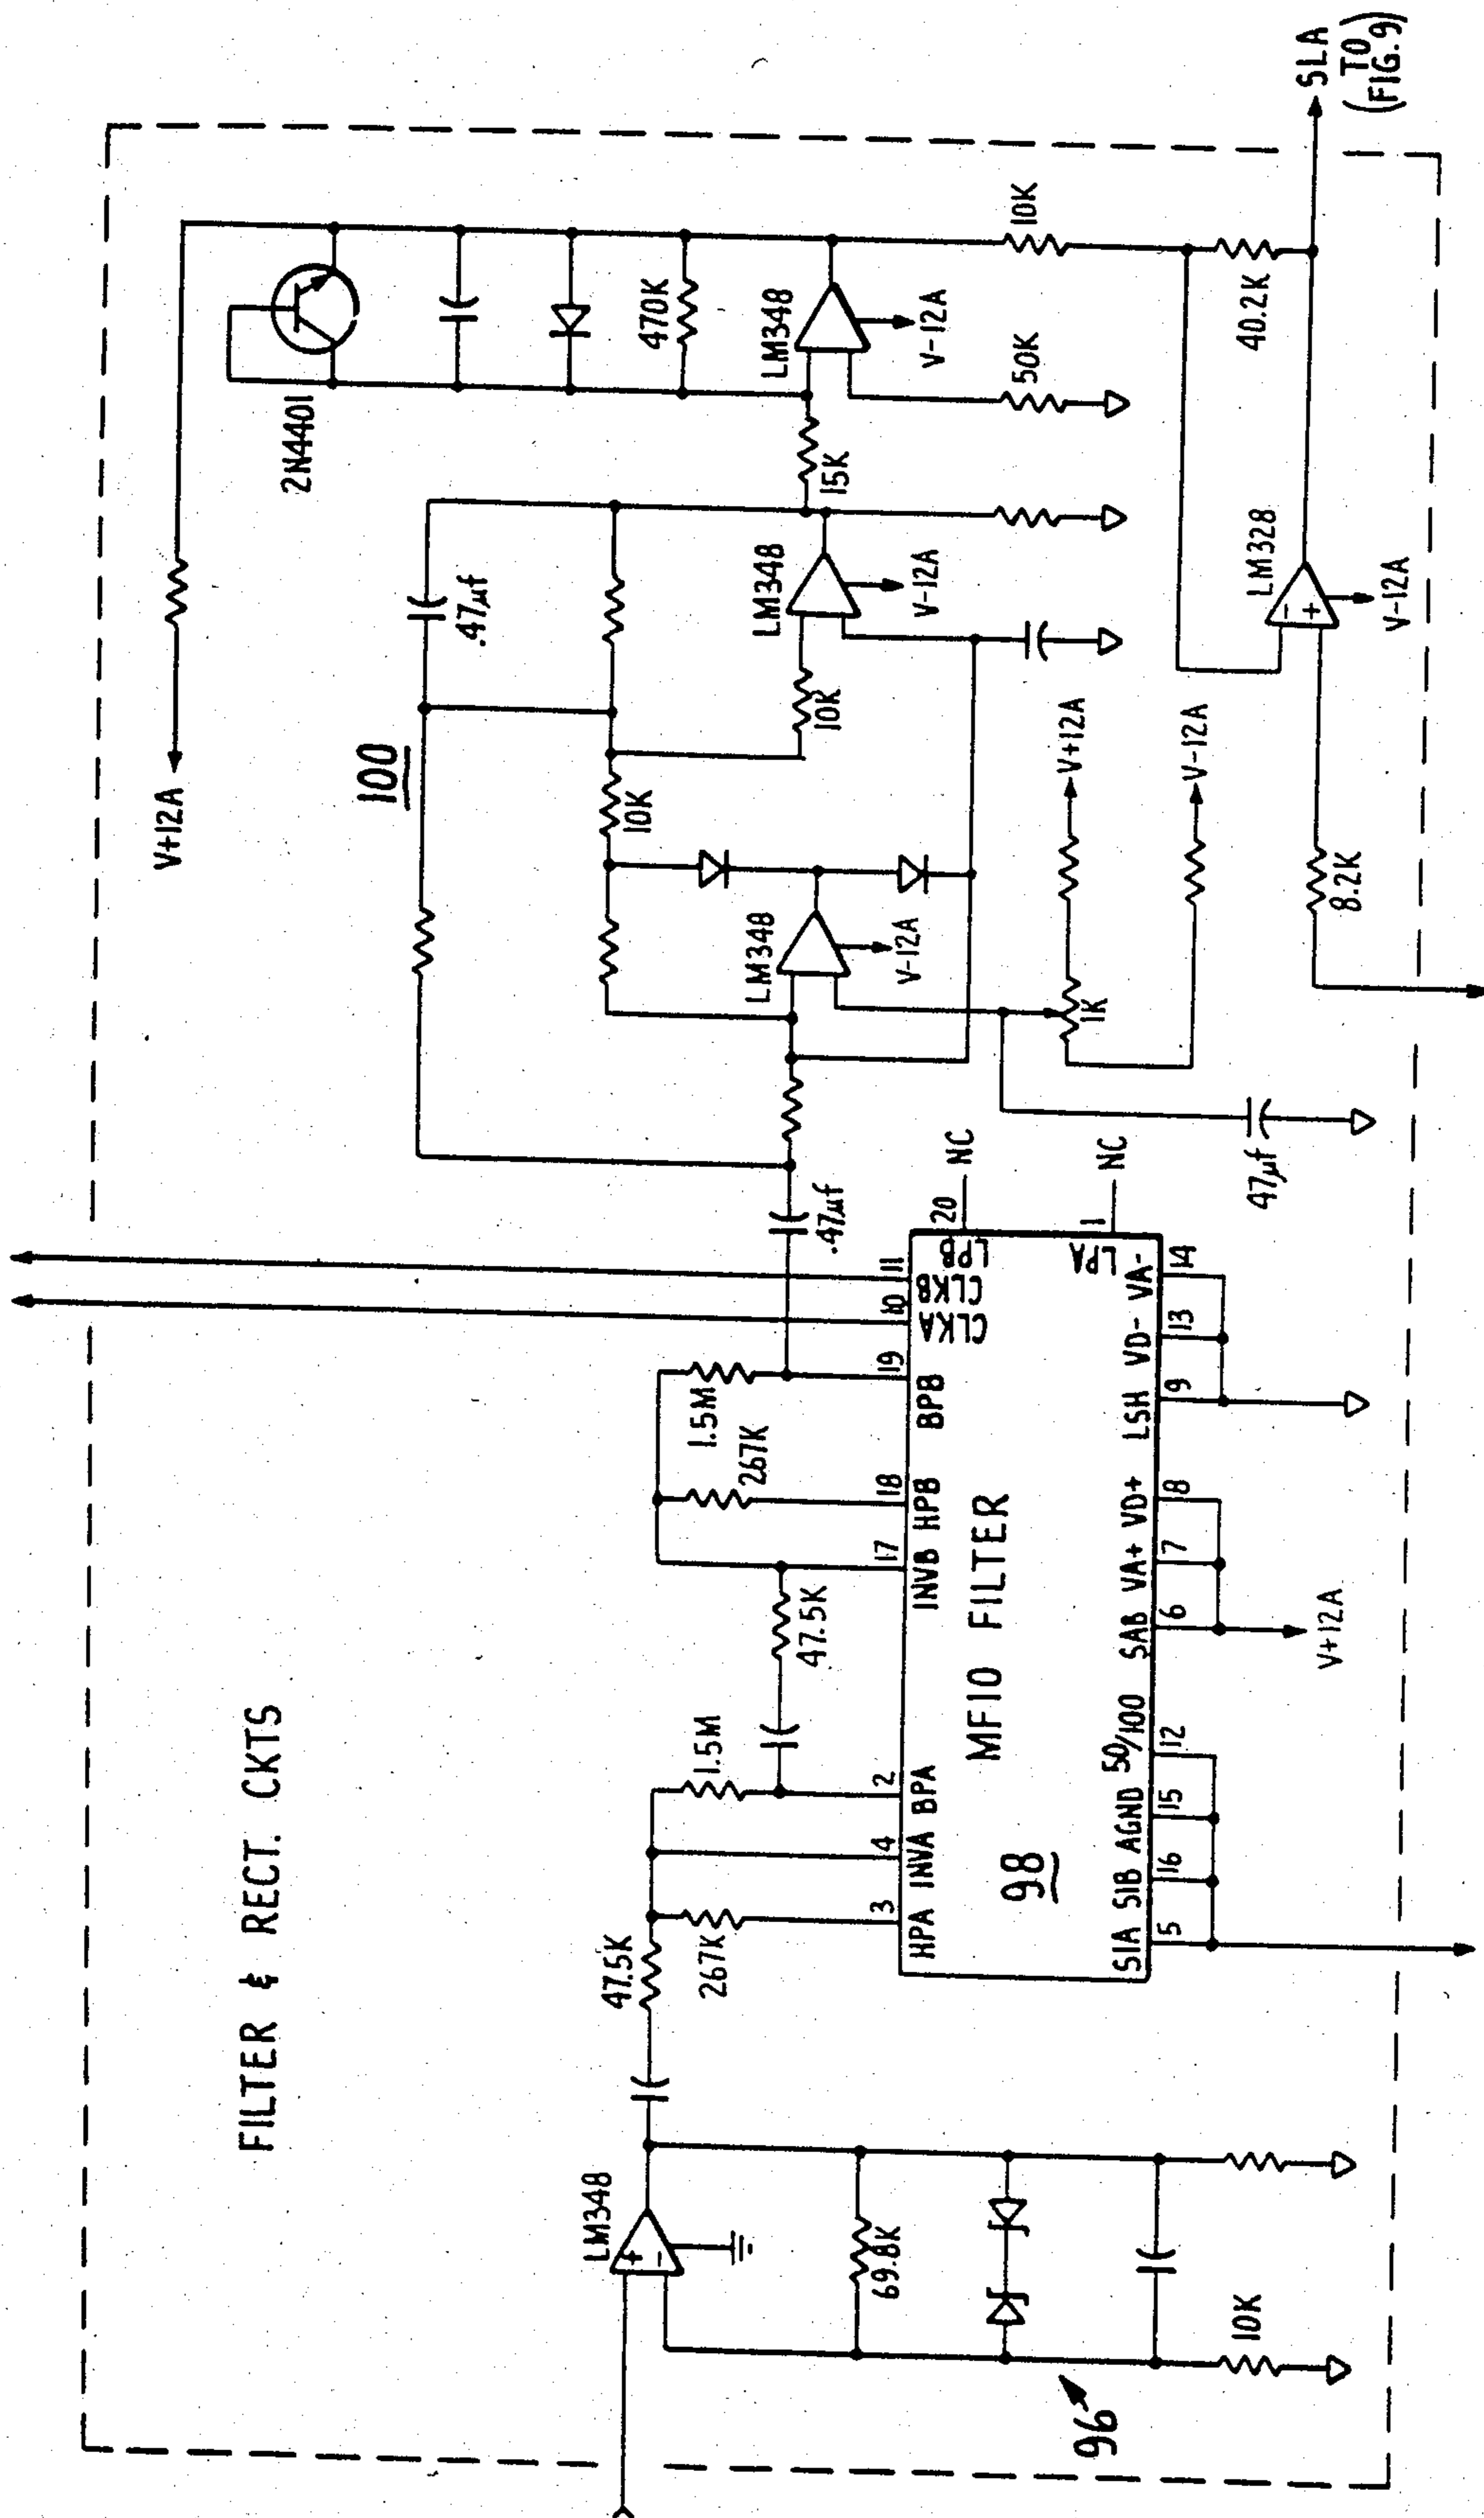 FILTER & RECT. CKTS
V+12A
2N4401
100
.47µf
470K
LM348
V-12A
10K
50K
15K
LM348
V-12A
10K
10K
LM348
V-12A
V+12A
1K
V-12A
47µf
40.2K
SLA
(TO FIG. 9)
LM328
-
+
V-12A
8.2K
.47µf
LM348
+
-
69.8K
10K
96
47.5K
267K
1.5M
47.5K
267K
1.5M
3 4 2 17 18 19 10 11
HPA INVA BPA INVB HPB BPB CLKA CLKB
20 NC
LPB
1 NC
LPA
98
MF10 FILTER
S1A S1B AGND 50/100 SAB VA+ VD+ LSH VD- VA-
5 16 15 12 6 7 8 9 13 14
V+12A